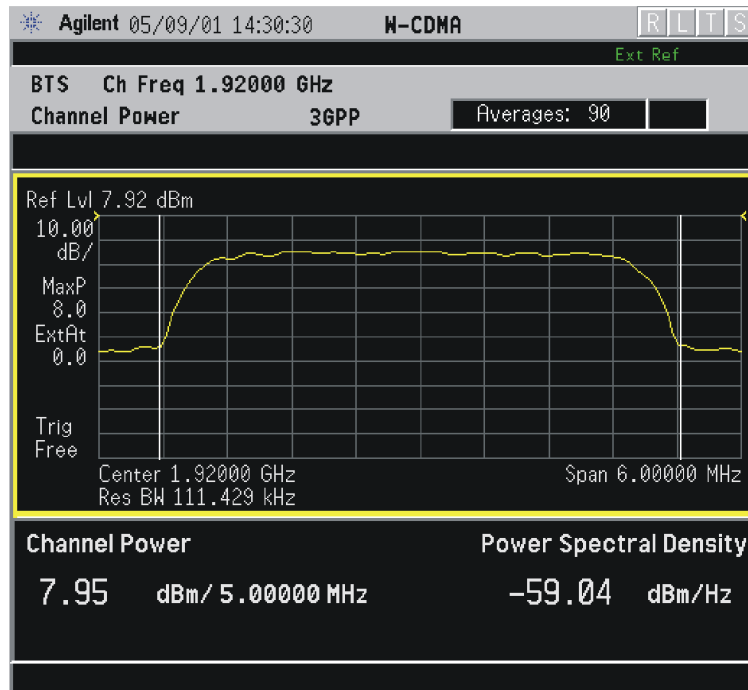 Agilent 05/09/01 14:30:30 W-CDMA R L T S
Ext Ref
BTS Ch Freq 1.92000 GHz
Channel Power 3GPP Averages: 90
Ref Lvl 7.92 dBm
10.00
dB/
MaxP
8.0
ExtAt
0.0
Trig
Free
Center 1.92000 GHz Span 6.00000 MHz
Res BW 111.429 kHz
Channel Power Power Spectral Density
7.95 dBm/ 5.00000 MHz -59.04 dBm/Hz